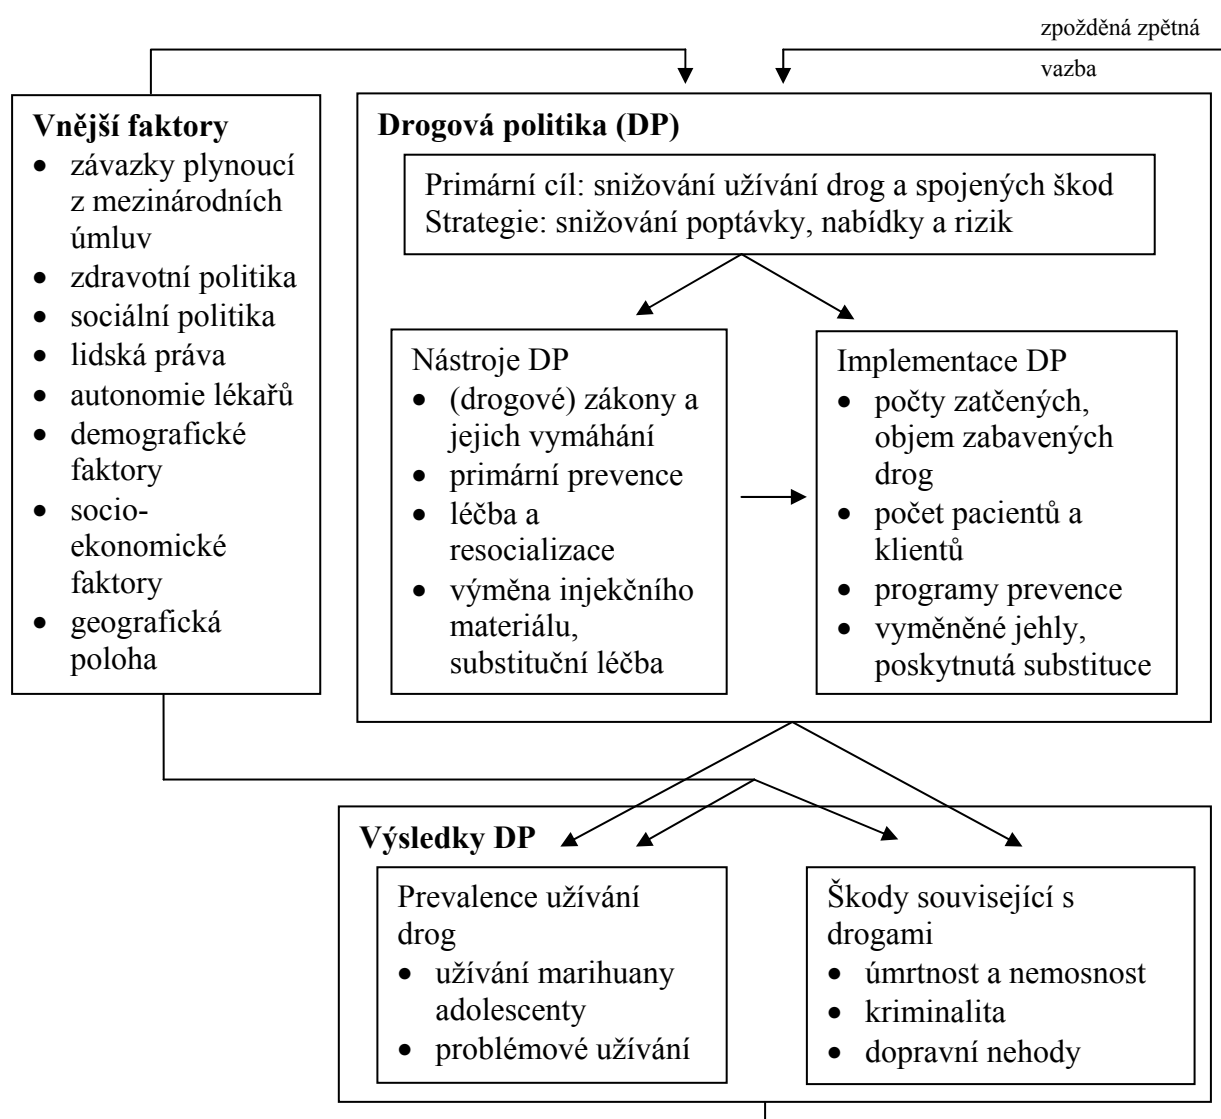 zpožděná zpětná
vazba
Vnější faktory
• závazky plynoucí
z mezinárodních
úmluv
• zdravotní politika
• sociální politika
• lidská práva
• autonomie lékařů
• demografické
faktory
• socio-
ekonomické
faktory
• geografická
poloha
Drogová politika (DP)
Primární cíl: snižování užívání drog a spojených škod
Strategie: snižování poptávky, nabídky a rizik
Nástroje DP
• (drogové) zákony a
jejich vymáhání
• primární prevence
• léčba a
resocializace
• výměna injekčního
materiálu,
substituční léčba
Implementace DP
• počty zatčených,
objem zabavených
drog
• počet pacientů a
klientů
• programy prevence
• vyměněné jehly,
poskytnutá substituce
Výsledky DP
Prevalence užívání
drog
• užívání marihuany
adolescenty
• problémové užívání
Škody související s
drogami
• úmrtnost a nemosnost
• kriminalita
• dopravní nehody